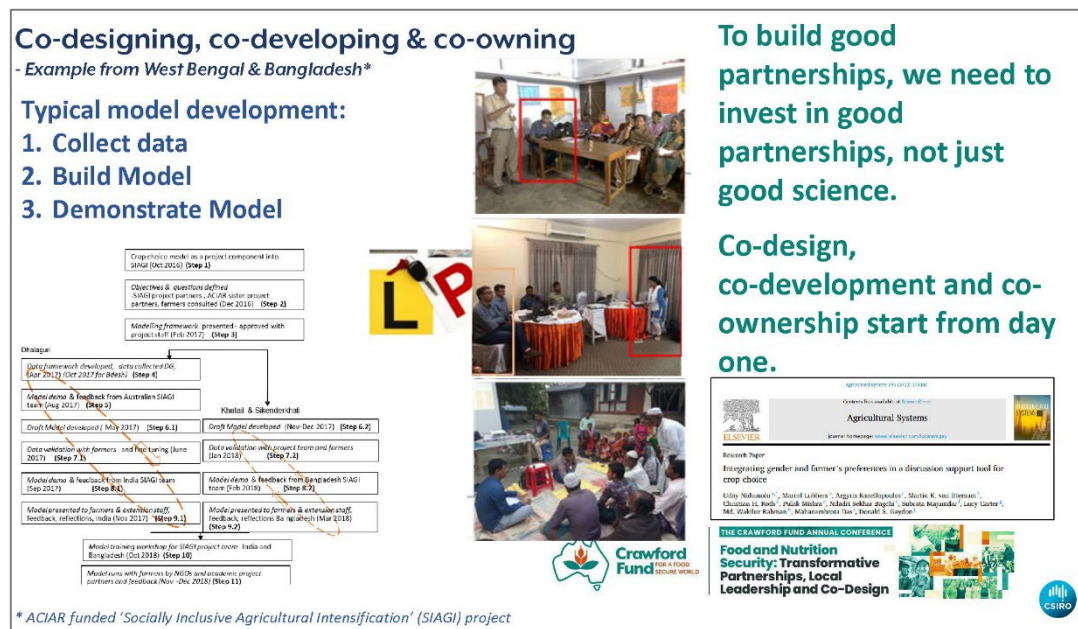 Co-designing, co-developing & co-owning
- Example from West Bengal & Bangladesh*
Typical model development:
1. Collect data
2. Build Model
3. Demonstrate Model
Crop choice model as a project component into
SIAGI (Oct 2016) (Step 1)
Objectives & questions defined
-SIAGI project partners, ACIAR sister project
partners, farmers consulted (Dec 2016) (Step 2)
Modelling framework presented - approved with
project staff (Feb 2017) (Step 3)
Dhalaguri
Data framework developed, data collected DG,
(Apr 2017) (Oct 2017 for Bdesh) (Step 4)
Model demo & feedback from Australian SIAGI
team (Aug 2017) (Step 5)
Draft Model developed (May 2017) (Step 6.1)
Data validation with farmers and fine tuning (June
2017) (Step 7.1)
Model demo & feedback from India SIAGI team
(Sep 2017) (Step 8.1)
Model presented to farmers & extension staff,
feedback, reflections, India (Nov 2017) (Step 9.1)
Khatail & Sikenderkhali
Draft Model developed (Nov-Dec 2017) (Step 6.2)
Data validation with project team and farmers
(Jan 2018) (Step 7.2)
Model demo & feedback from Bangladesh SIAGI
team (Feb 2018) (Step 8.2)
Model presented to farmers & extension staff,
feedback, reflections Bangladesh (Mar 2018)
(Step 9.2)
Model training workshop for SIAGI project team India
and Bangladesh (Oct 2018) (Step 10)
Model runs with farmers by NGOs and academic project
partners and feedback (Nov -Dec 2018) (Step 11)
L P
To build good
partnerships, we need to
invest in good
partnerships, not just
good science.
Co-design,
co-development and co-
ownership start from day
one.
Contents lists available at
Agricultural Systems
journal homepage:
ELSEVIER
Research Paper
Integrating gender and farmer's preferences in a discussion support tool for
crop choice
Crawford
Fund FOR A FOOD
SECURE WORLD
THE CRAWFORD FUND ANNUAL CONFERENCE
Food and Nutrition
Security: Transformative
Partnerships, Local
Leadership and Co-Design
CSIRO
* ACIAR funded 'Socially Inclusive Agricultural Intensification' (SIAGI) project